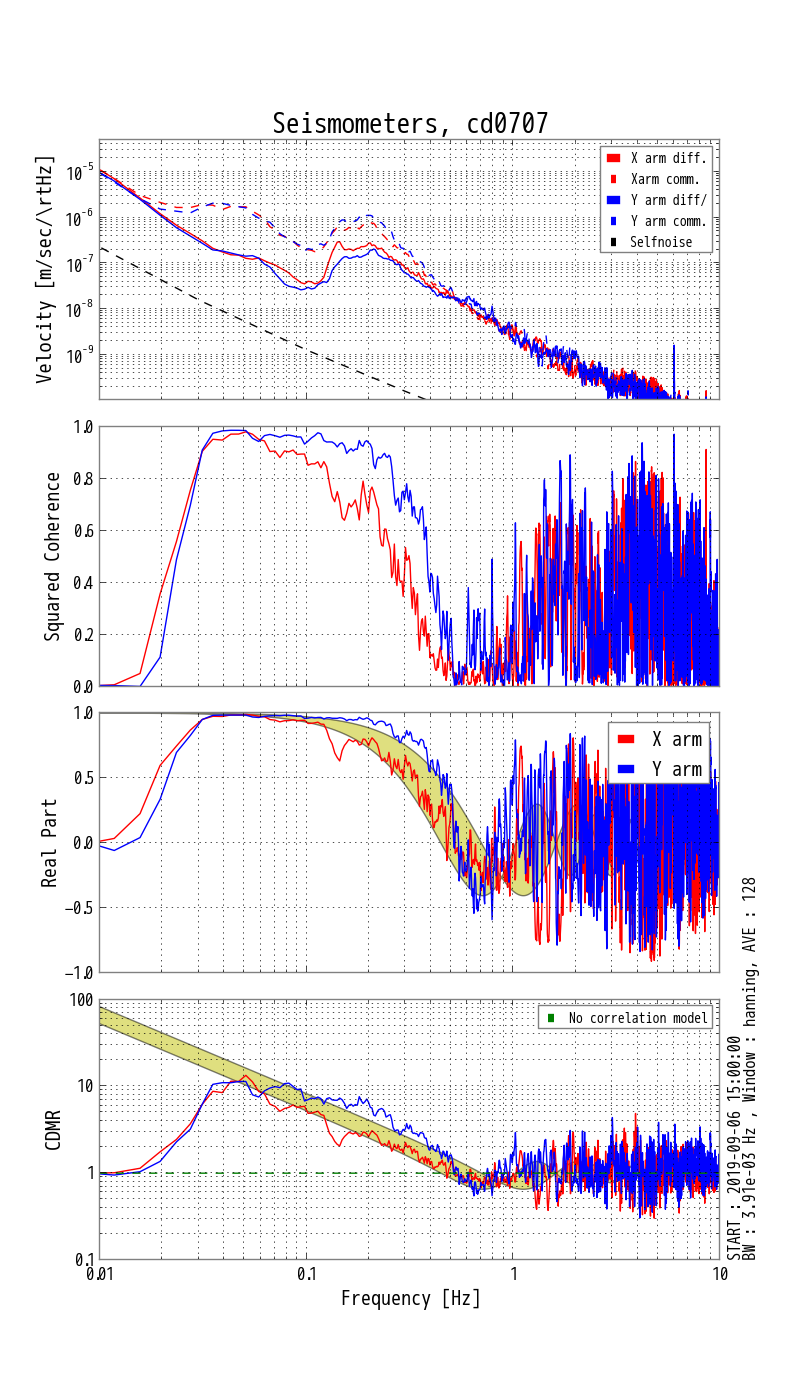 Seismometers, cd0707
Velocity [m/sec/\rtHz]
10^-5
10^-6
10^-7
10^-8
10^-9
X arm diff.
Xarm comm.
Y arm diff/
Y arm comm.
Selfnoise
Squared Coherence
1.0
0.8
0.6
0.4
0.2
0.0
Real Part
1.0
0.5
0.0
−0.5
−1.0
X arm
Y arm
CDMR
100
10
1
0.1
No correlation model
0.01
0.1
1
10
Frequency [Hz]
START : 2019-09-06 15:00:00
BW : 3.91e-03 Hz , Window : hanning, AVE : 128